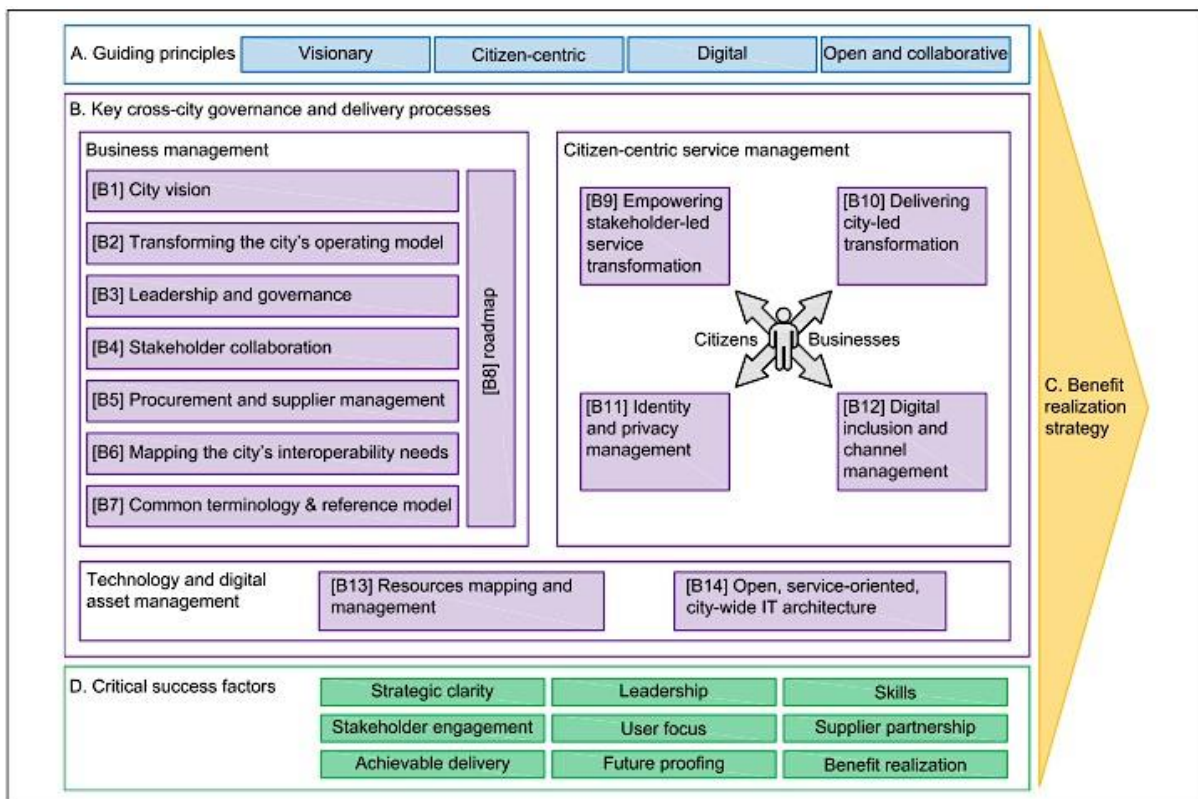 A. Guiding principles
Visionary
Citizen-centric
Digital
Open and collaborative
B. Key cross-city governance and delivery processes
Business management
[B1] City vision
[B2] Transforming the city's operating model
[B3] Leadership and governance
[B4] Stakeholder collaboration
[B5] Procurement and supplier management
[B6] Mapping the city's interoperability needs
[B7] Common terminology & reference model
[B8] roadmap
Citizen-centric service management
[B9] Empowering
stakeholder-led
service
transformation
[B10] Delivering
city-led
transformation
Citizens
Businesses
[B11] Identity
and privacy
management
[B12] Digital
inclusion and
channel
management
Technology and digital
asset management
[B13] Resources mapping and
management
[B14] Open, service-oriented,
city-wide IT architecture
C. Benefit
realization
strategy
D. Critical success factors
Strategic clarity
Leadership
Skills
Stakeholder engagement
User focus
Supplier partnership
Achievable delivery
Future proofing
Benefit realization